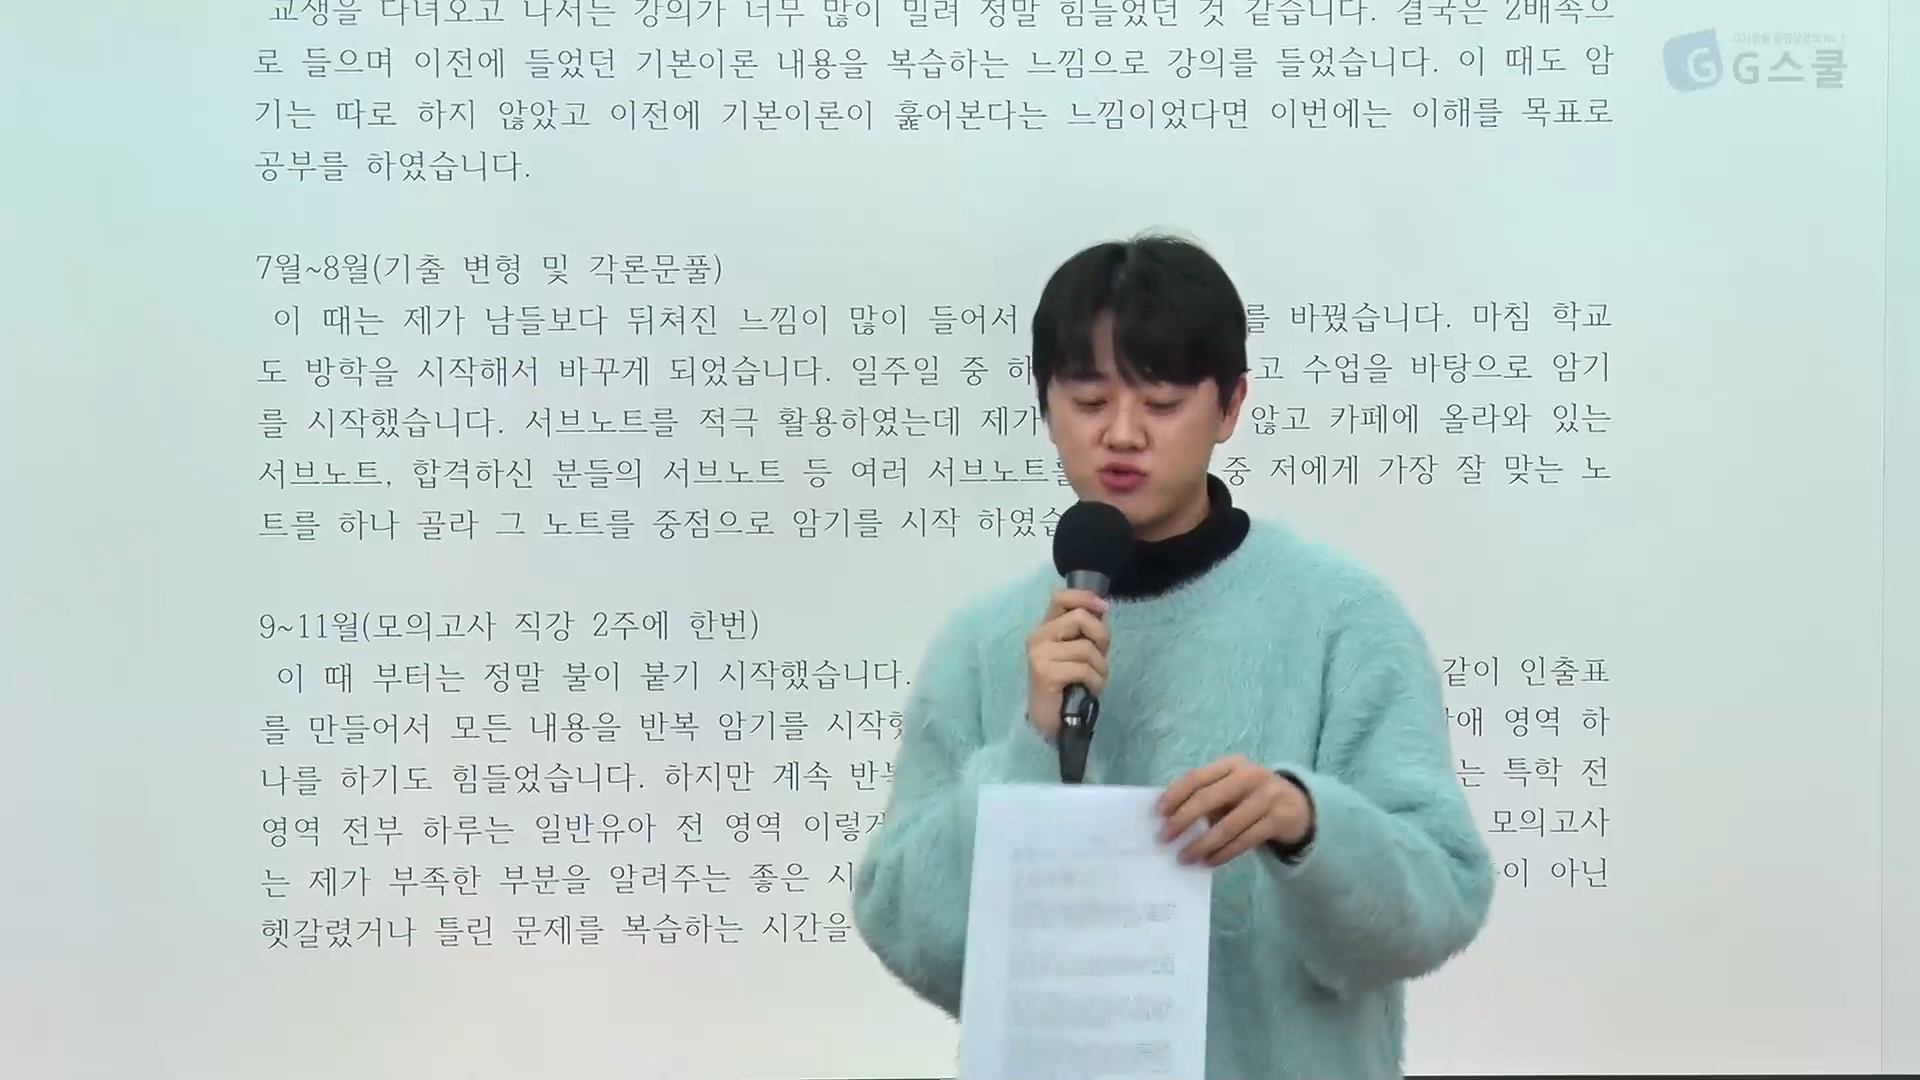 교생을 다녀오고 나서는 강의가 너무 많이 밀려 정말 힘들었던 것 같습니다. 결국은 2배속으
로 들으며 이전에 들었던 기본이론 내용을 복습하는 느낌으로 강의를 들었습니다. 이 때도 암
기는 따로 하지 않았고 이전에 기본이론이 훑어본다는 느낌이었다면 이번에는 이해를 목표로
공부를 하였습니다.
G스쿨
7월~8월(기출 변형 및 각론문풀)
이 때는 제가 남들보다 뒤쳐진 느낌이 많이 들어서 를 바꿨습니다. 마침 학교
도 방학을 시작해서 바꾸게 되었습니다. 일주일 중 하 고 수업을 바탕으로 암기
를 시작했습니다. 서브노트를 적극 활용하였는데 제가 않고 카페에 올라와 있는
서브노트, 합격하신 분들의 서브노트 등 여러 서브노트를 중 저에게 가장 잘 맞는 노
트를 하나 골라 그 노트를 중점으로 암기를 시작 하였습
9~11월(모의고사 직강 2주에 한번)
이 때 부터는 정말 불이 붙기 시작했습니다. 같이 인출표
를 만들어서 모든 내용을 반복 암기를 시작했 영역 하
나를 하기도 힘들었습니다. 하지만 계속 반복 는 특학 전
영역 전부 하루는 일반유아 전 영역 이렇게 모의고사
는 제가 부족한 부분을 알려주는 좋은 시 이 아닌
헷갈렸거나 틀린 문제를 복습하는 시간을